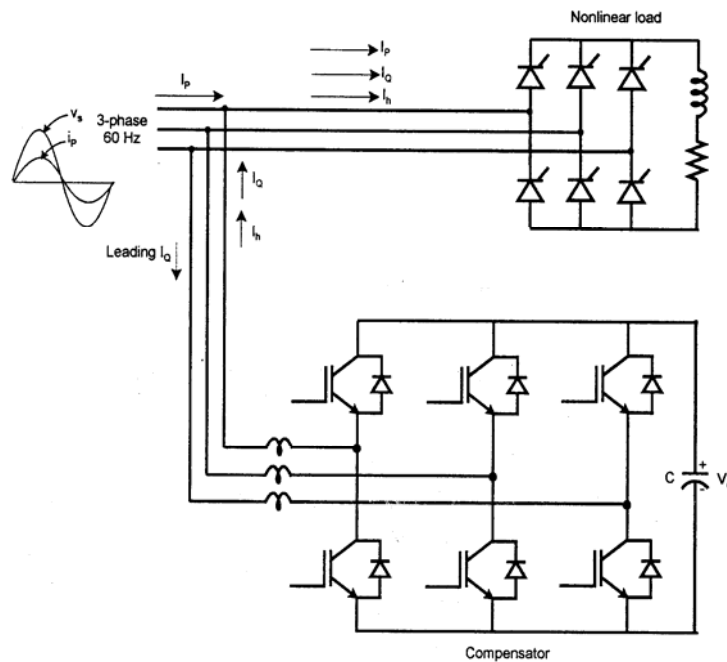 Nonlinear load
I_P
I_Q
I_h
I_P
v_s
i_p
3-phase
60 Hz
I_Q
I_h
Leading I_Q
C
+
-
Compensator